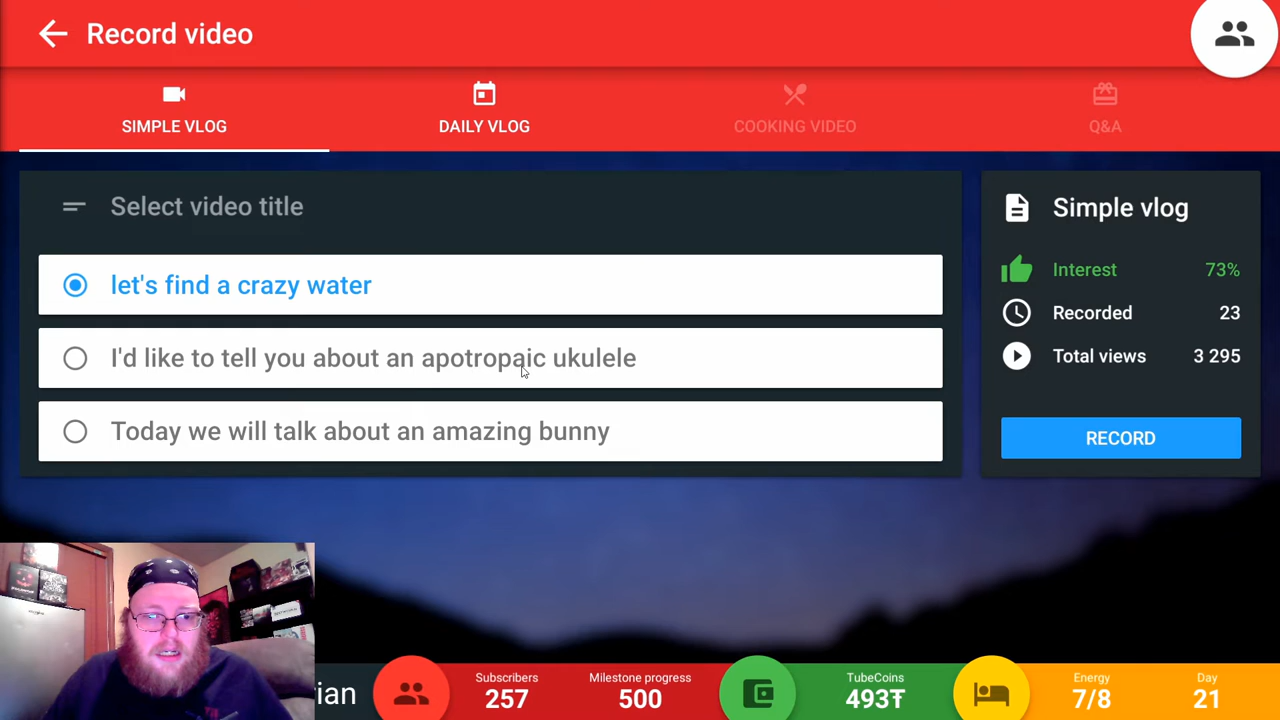 Record video
SIMPLE VLOG
DAILY VLOG
COOKING VIDEO
Q&A
Select video title
let's find a crazy water
I'd like to tell you about an apotropaic ukulele
Today we will talk about an amazing bunny
Simple vlog
Interest 73%
Recorded 23
Total views 3 295
RECORD
ian
Subscribers
257
Milestone progress
500
TubeCoins
493Ŧ
Energy
7/8
Day
21